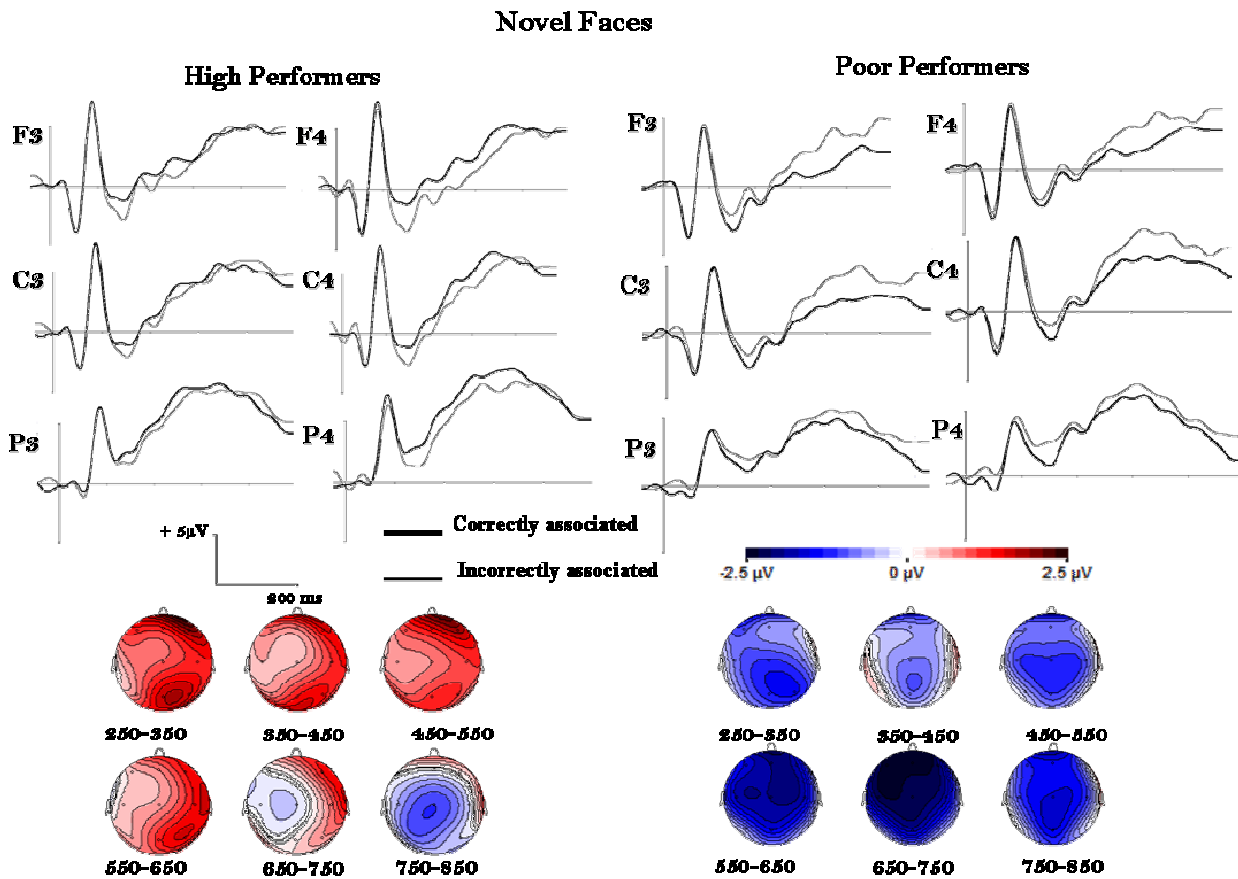 Novel Faces
High Performers
Poor Performers
F3 F4 F3 F4
C3 C4 C3 C4
P3 P4 P3 P4
+ 5µV
200 ms
Correctly associated
Incorrectly associated
-2.5 µV 0 µV 2.5 µV
250-350 350-450 450-550
250-350 350-450 450-550
550-650 650-750 750-850
550-650 650-750 750-850